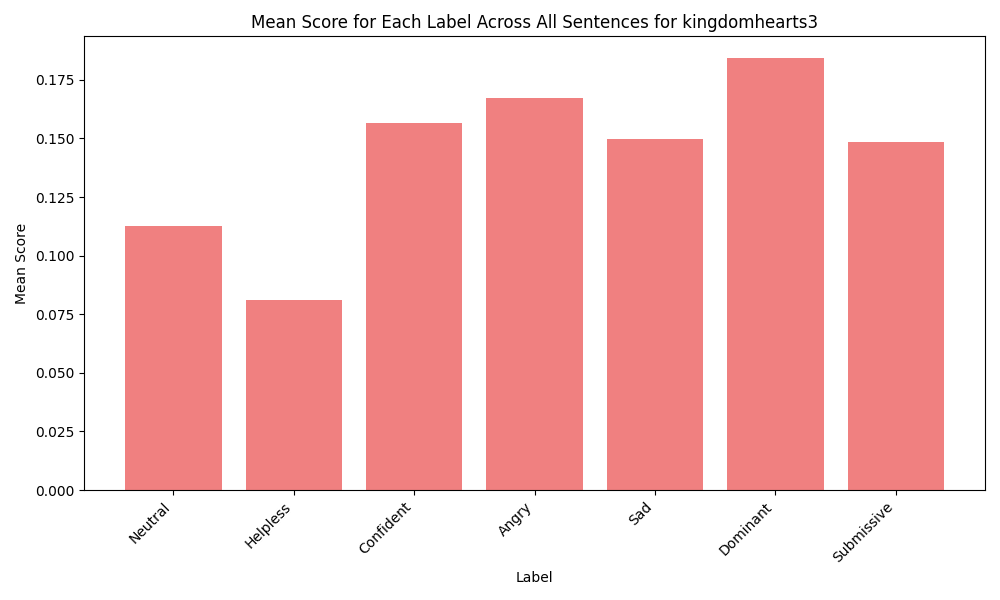 Mean Score for Each Label Across All Sentences for kingdomhearts3
Mean Score
0.175
0.150
0.125
0.100
0.075
0.050
0.025
0.000
Neutral
Helpless
Confident
Angry
Sad
Dominant
Submissive
Label